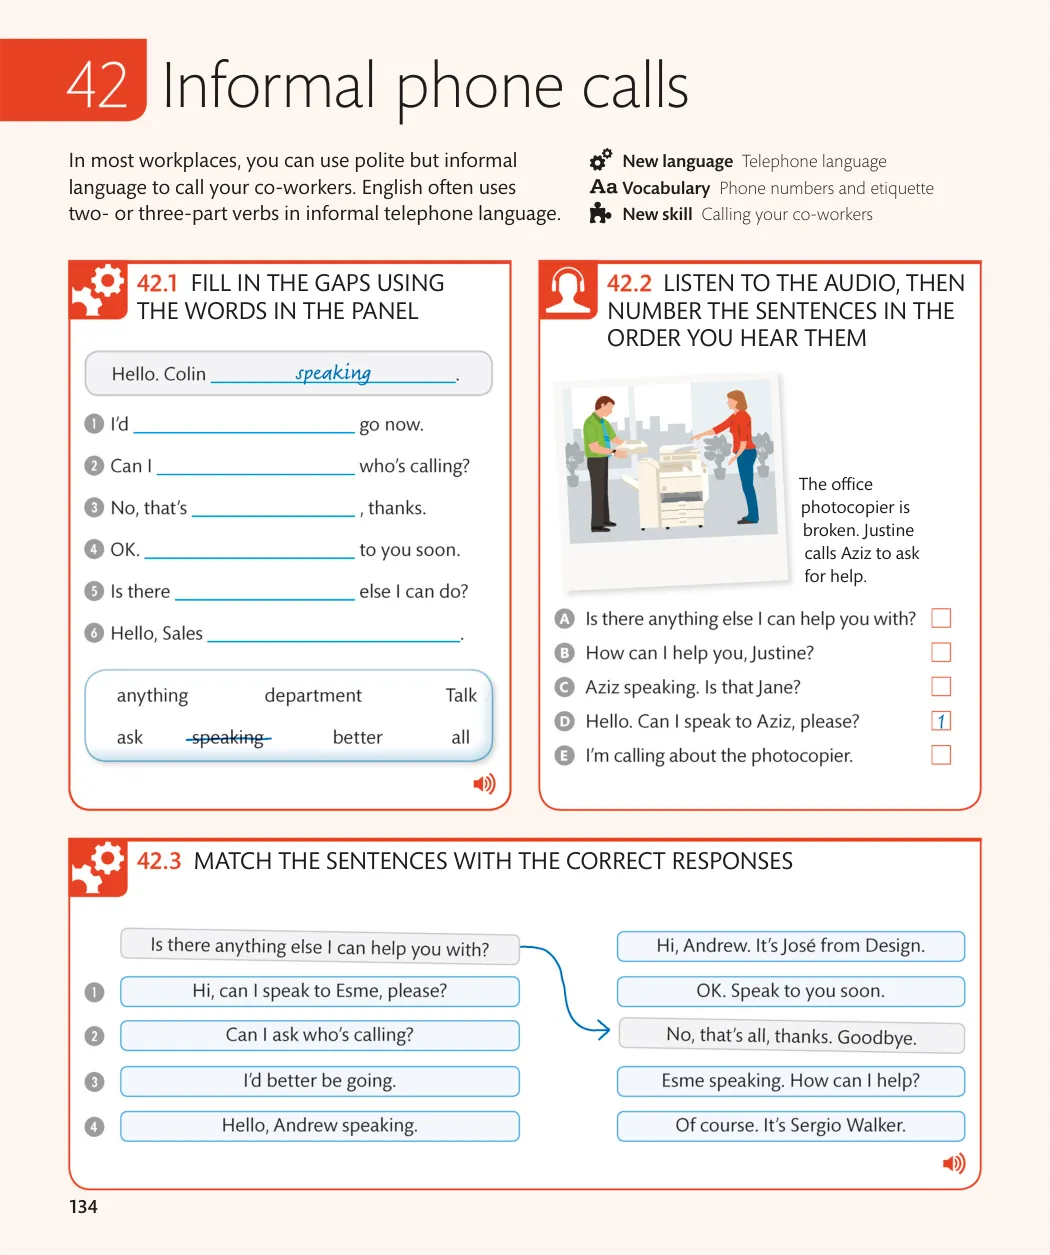 42 Informal phone calls
In most workplaces, you can use polite but informal
language to call your co-workers. English often uses
two- or three-part verbs in informal telephone language.
New language Telephone language
Aa Vocabulary Phone numbers and etiquette
New skill Calling your co-workers
42.1 FILL IN THE GAPS USING
THE WORDS IN THE PANEL
Hello. Colin speaking.
1 I'd ____ go now.
2 Can I ____ who's calling?
3 No, that's ____ , thanks.
4 OK. ____ to you soon.
5 Is there ____ else I can do?
6 Hello, Sales ____.
anything department Talk
ask speaking better all
42.2 LISTEN TO THE AUDIO, THEN
NUMBER THE SENTENCES IN THE
ORDER YOU HEAR THEM
The office
photocopier is
broken. Justine
calls Aziz to ask
for help.
A Is there anything else I can help you with?
B How can I help you, Justine?
C Aziz speaking. Is that Jane?
D Hello. Can I speak to Aziz, please? 1
E I'm calling about the photocopier.
42.3 MATCH THE SENTENCES WITH THE CORRECT RESPONSES
Is there anything else I can help you with?
1 Hi, can I speak to Esme, please?
2 Can I ask who's calling?
3 I'd better be going.
4 Hello, Andrew speaking.
Hi, Andrew. It's José from Design.
OK. Speak to you soon.
No, that's all, thanks. Goodbye.
Esme speaking. How can I help?
Of course. It's Sergio Walker.
134